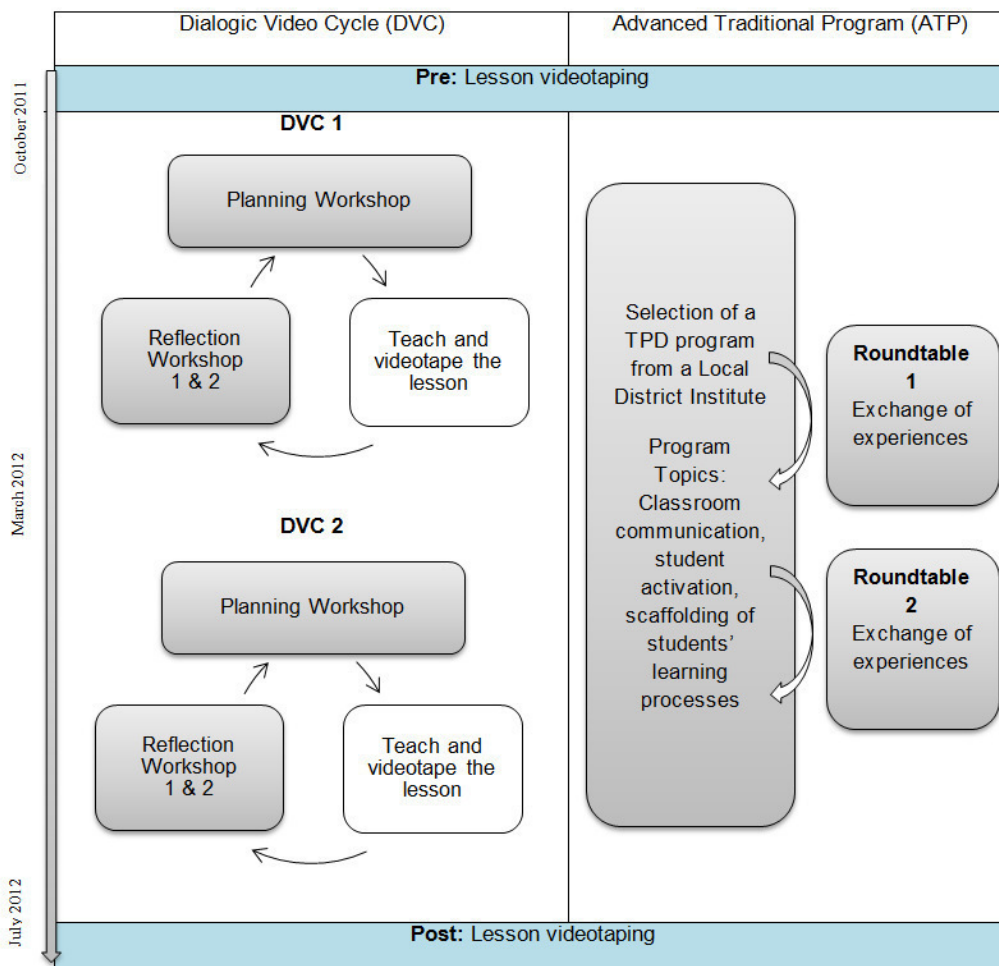 Dialogic Video Cycle (DVC)
Advanced Traditional Program (ATP)
Pre: Lesson videotaping
October 2011
DVC 1
Planning Workshop
Reflection
Workshop
1 & 2
Teach and
videotape the
lesson
March 2012
DVC 2
Planning Workshop
Reflection
Workshop
1 & 2
Teach and
videotape the
lesson
Selection of a
TPD program
from a Local
District Institute
Program
Topics:
Classroom
communication,
student
activation,
scaffolding of
students’
learning
processes
Roundtable
1
Exchange of
experiences
Roundtable
2
Exchange of
experiences
July 2012
Post: Lesson videotaping